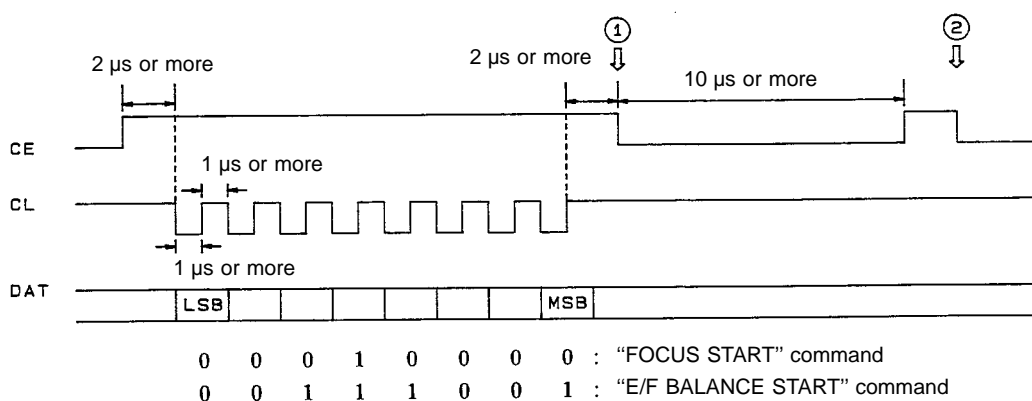 ① ②
2 µs or more 2 µs or more 10 µs or more
CE
1 µs or more
CL
1 µs or more
DAT LSB MSB
0 0 0 1 0 0 0 0 : “FOCUS START” command
0 0 1 1 1 0 0 1 : “E/F BALANCE START” command